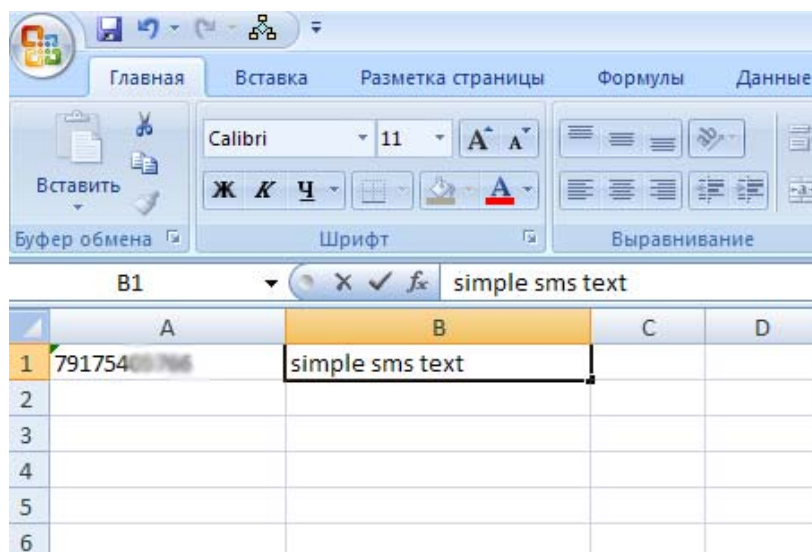 Главная Вставка Разметка страницы Формулы Данные
Calibri 11 A A
Вставить Ж К Ч
Буфер обмена Шрифт Выравнивание
B1 fx simple sms text
A B C D
1 791754 simple sms text
2
3
4
5
6